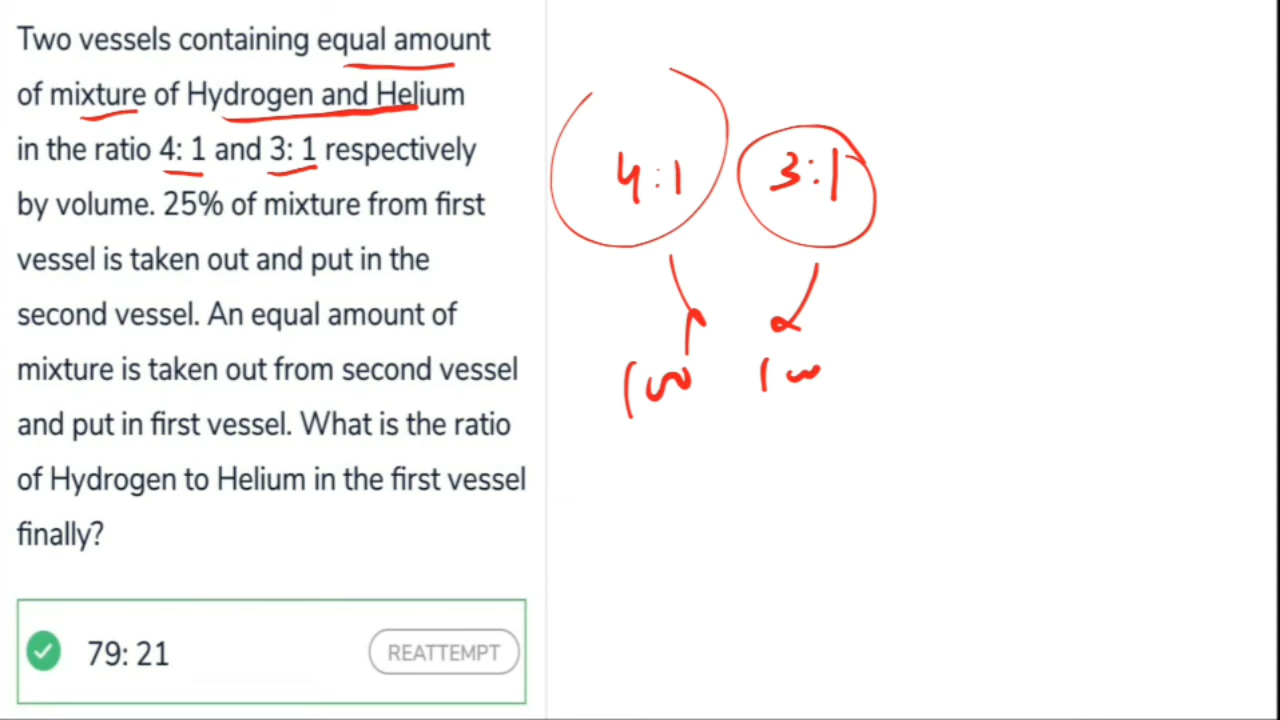 Two vessels containing equal amount
of mixture of Hydrogen and Helium
in the ratio 4: 1 and 3: 1 respectively
by volume. 25% of mixture from first
vessel is taken out and put in the
second vessel. An equal amount of
mixture is taken out from second vessel
and put in first vessel. What is the ratio
of Hydrogen to Helium in the first vessel
finally?
79: 21
REATTEMPT
4:1
3:1
100
100